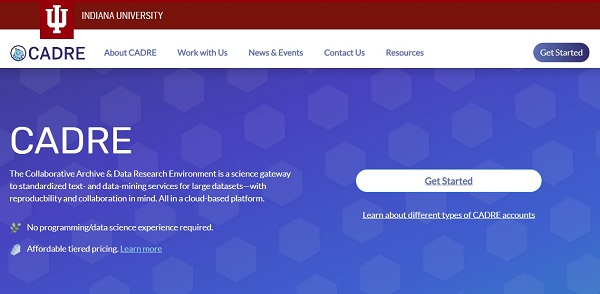 INDIANA UNIVERSITY
CADRE About CADRE Work with Us News & Events Contact Us Resources Get Started
CADRE
The Collaborative Archive & Data Research Environment is a science gateway
to standardized text- and data-mining services for large datasets—with
reproducbility and collaboration in mind. All in a cloud-based platform.
No programming/data science experience required.
Affordable tiered pricing. Learn more
Get Started
Learn about different types of CADRE accounts